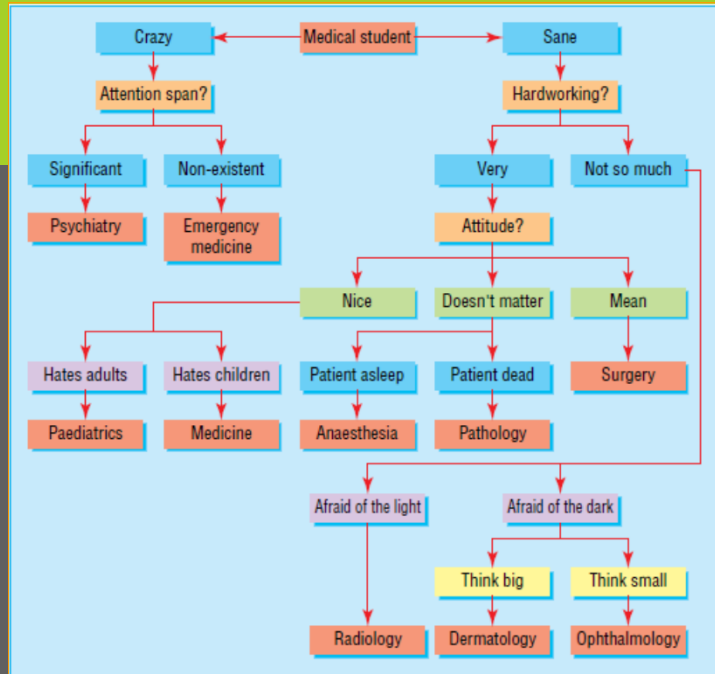 Crazy
Medical student
Sane
Attention span?
Hardworking?
Significant
Non-existent
Very
Not so much
Psychiatry
Emergency
medicine
Attitude?
Nice
Doesn't matter
Mean
Hates adults
Hates children
Patient asleep
Patient dead
Surgery
Paediatrics
Medicine
Anaesthesia
Pathology
Afraid of the light
Afraid of the dark
Think big
Think small
Radiology
Dermatology
Ophthalmology